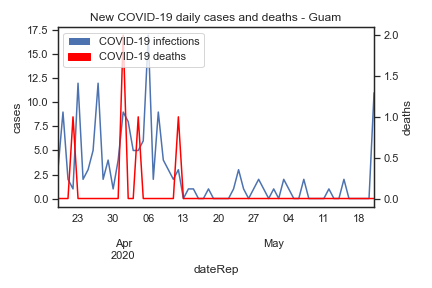 New COVID-19 daily cases and deaths - Guam
COVID-19 infections
COVID-19 deaths
17.5
15.0
12.5
10.0
7.5
5.0
2.5
0.0
cases
2.0
1.5
1.0
0.5
0.0
deaths
23 30 06 13 20 27 04 11 18
Apr May
2020
dateRep